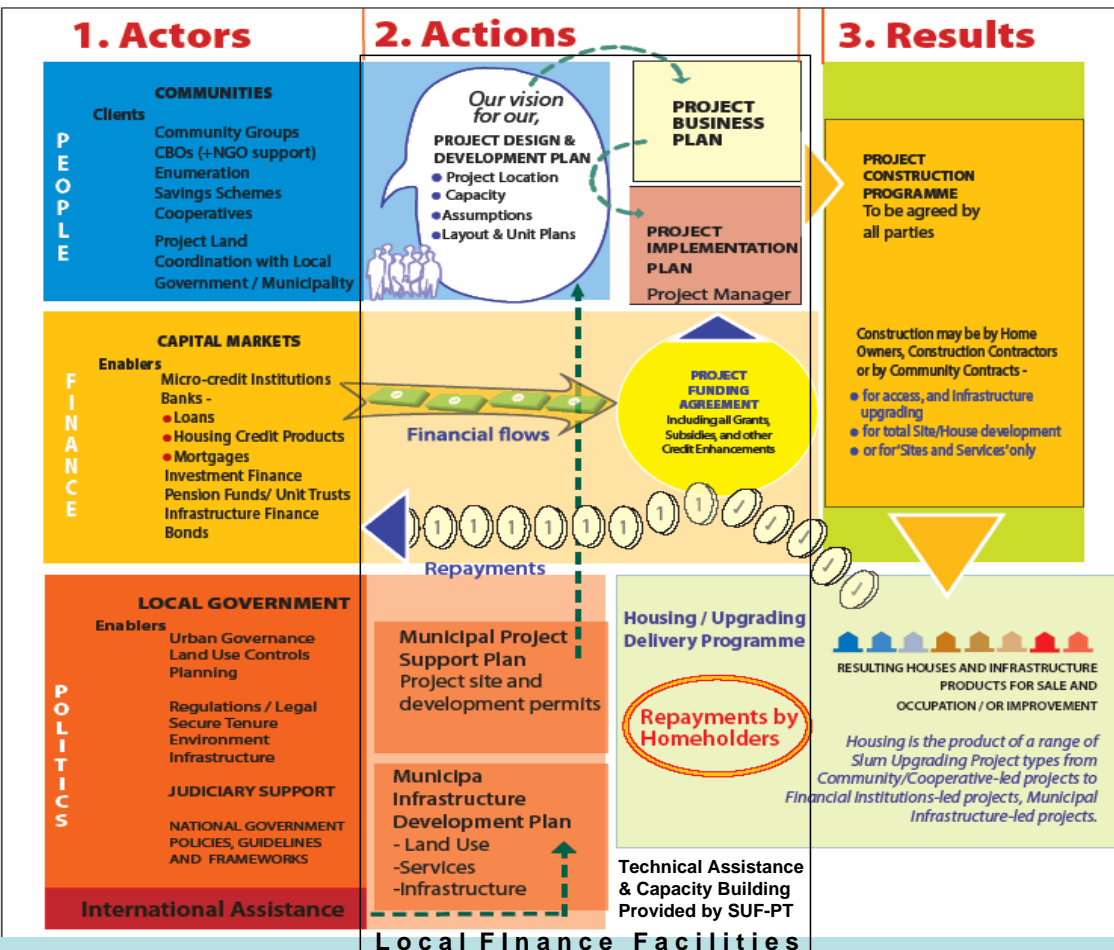 1. Actors
2. Actions
3. Results
PEOPLE
COMMUNITIES
Clients
Community Groups
CBOs (+NGO support)
Enumeration
Savings Schemes
Cooperatives
Project Land
Coordination with Local
Government / Municipality
Our vision
for our,
PROJECT DESIGN &
DEVELOPMENT PLAN
● Project Location
● Capacity
● Assumptions
● Layout & Unit Plans
PROJECT
BUSINESS
PLAN
PROJECT
IMPLEMENTATION
PLAN
Project Manager
PROJECT
CONSTRUCTION
PROGRAMME
To be agreed by
all parties
Construction may be by Home
Owners, Construction Contractors
or by Community Contracts -
● for access, and infrastructure
upgrading
● for total Site/House development
● or for 'Sites and Services' only
FINANCE
CAPITAL MARKETS
Enablers
Micro-credit Institutions
Banks -
● Loans
● Housing Credit Products
● Mortgages
Investment Finance
Pension Funds/ Unit Trusts
Infrastructure Finance
Bonds
Financial flows
PROJECT
FUNDING
AGREEMENT
Including all Grants,
Subsidies, and other
Credit Enhancements
1 1 1 1 1 1 1 1 1
Repayments
POLITICS
LOCAL GOVERNMENT
Enablers
Urban Governance
Land Use Controls
Planning
Regulations / Legal
Secure Tenure
Environment
Infrastructure
JUDICIARY SUPPORT
NATIONAL GOVERNMENT
POLICIES, GUIDELINES
AND FRAMEWORKS
International Assistance
Municipal Project
Support Plan
Project site and
development permits
Municipa
Infrastructure
Development Plan
- Land Use
-Services
-Infrastructure
Housing / Upgrading
Delivery Programme
Repayments by
Homeholders
Technical Assistance
& Capacity Building
Provided by SUF-PT
RESULTING HOUSES AND INFRASTRUCTURE
PRODUCTS FOR SALE AND
OCCUPATION / OR IMPROVEMENT
Housing is the product of a range of
Slum Upgrading Project types from
Community/Cooperative-led projects to
Financial Institutions-led projects, Municipal
Infrastructure-led projects.
Local FInance Facilities